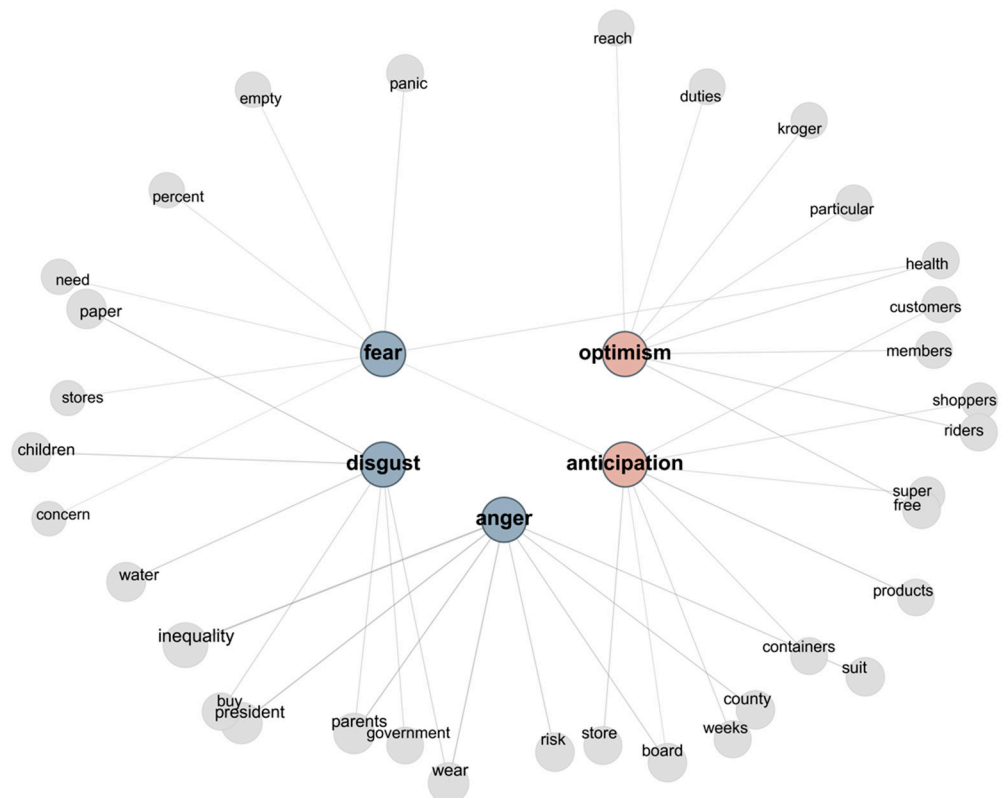 reach
panic
empty
duties
kroger
percent
particular
health
need
customers
paper
fear
optimism
members
stores
shoppers
riders
children
disgust
anticipation
super
free
concern
anger
water
products
inequality
containers
suit
buy
president
county
parents
government
weeks
risk
store
board
wear